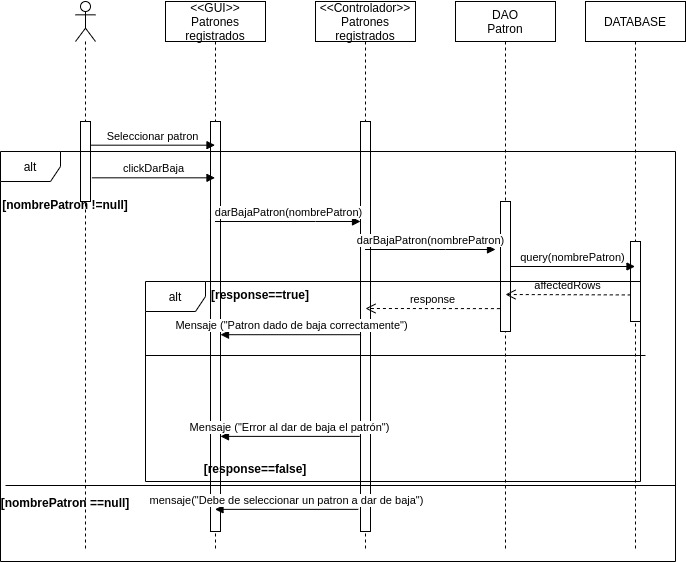 <<GUI>>
Patrones
registrados
<<Controlador>>
Patrones
registrados
DAO
Patron
DATABASE
Seleccionar patron
alt
clickDarBaja
[nombrePatron !=null]
darBajaPatron(nombrePatron)
darBajaPatron(nombrePatron)
query(nombrePatron)
affectedRows
alt
[response==true]
response
Mensaje ("Patron dado de baja correctamente")
Mensaje ("Error al dar de baja el patrón")
[response==false]
[nombrePatron ==null]
mensaje("Debe de seleccionar un patron a dar de baja")